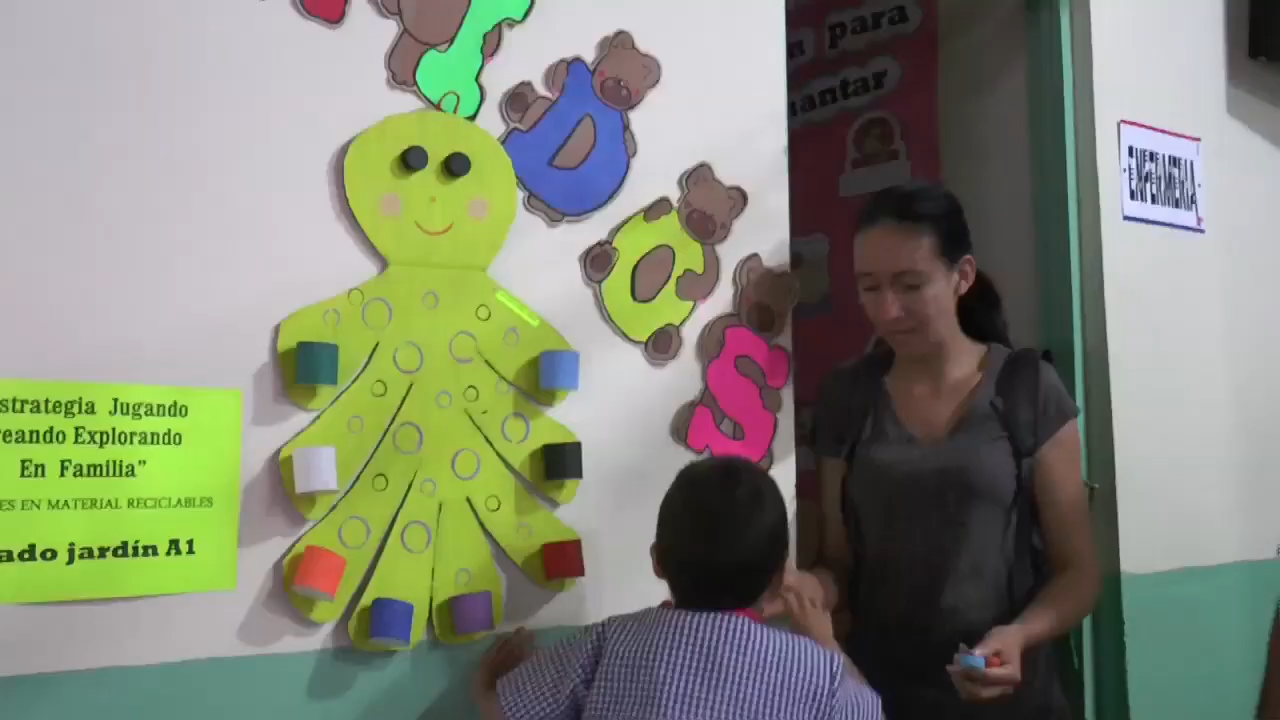 strategia Jugando
reando Explorando
En Familia"
ES EN MATERIAL RECICLABLES
ado jardín A1
I
D
O
S
para
antar
ENFERMERIA